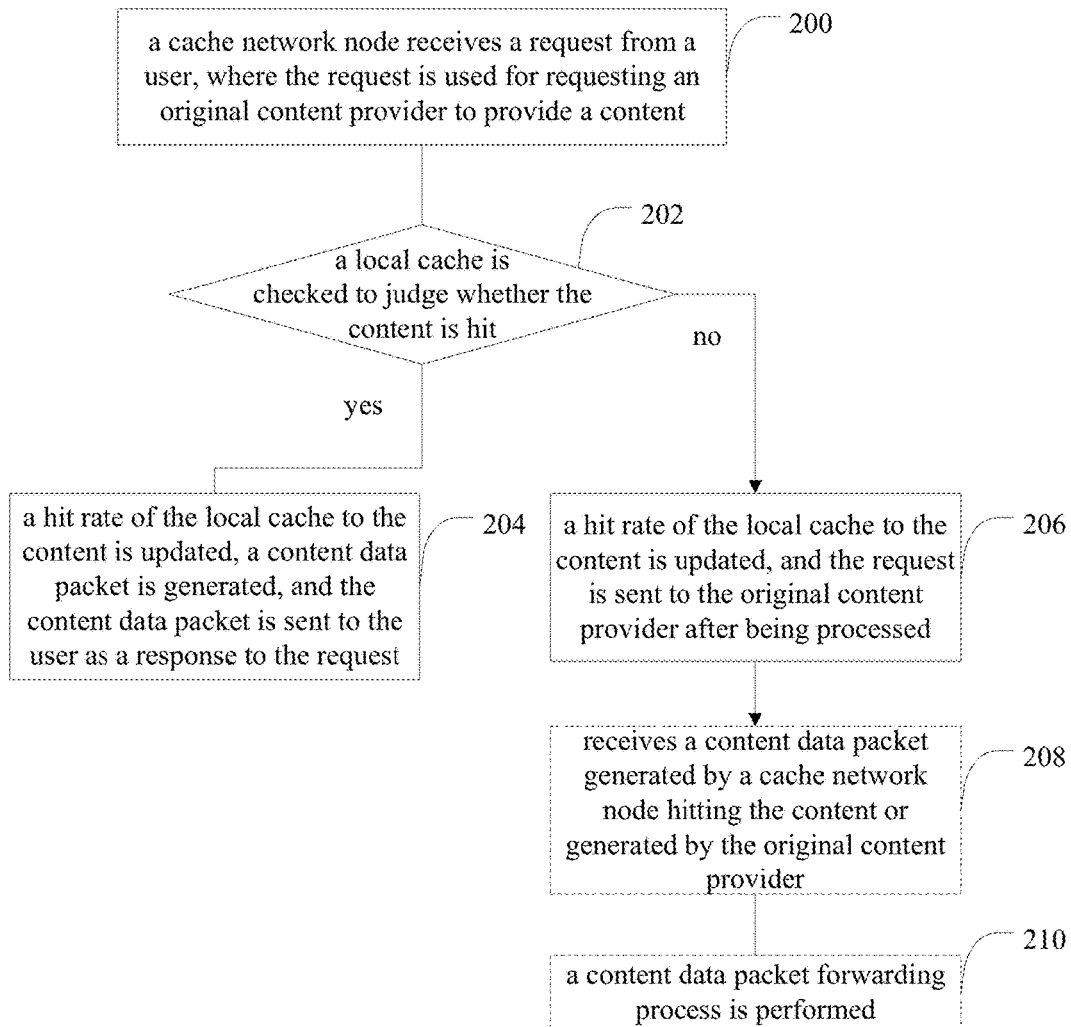 a cache network node receives a request from a
user, where the request is used for requesting an
original content provider to provide a content
200
202
a local cache is
checked to judge whether the
content is hit
no
yes
a hit rate of the local cache to the
content is updated, a content data
packet is generated, and the
content data packet is sent to the
user as a response to the request
204
a hit rate of the local cache to the
content is updated, and the request
is sent to the original content
provider after being processed
206
receives a content data packet
generated by a cache network
node hitting the content or
generated by the original content
provider
208
210
a content data packet forwarding
process is performed